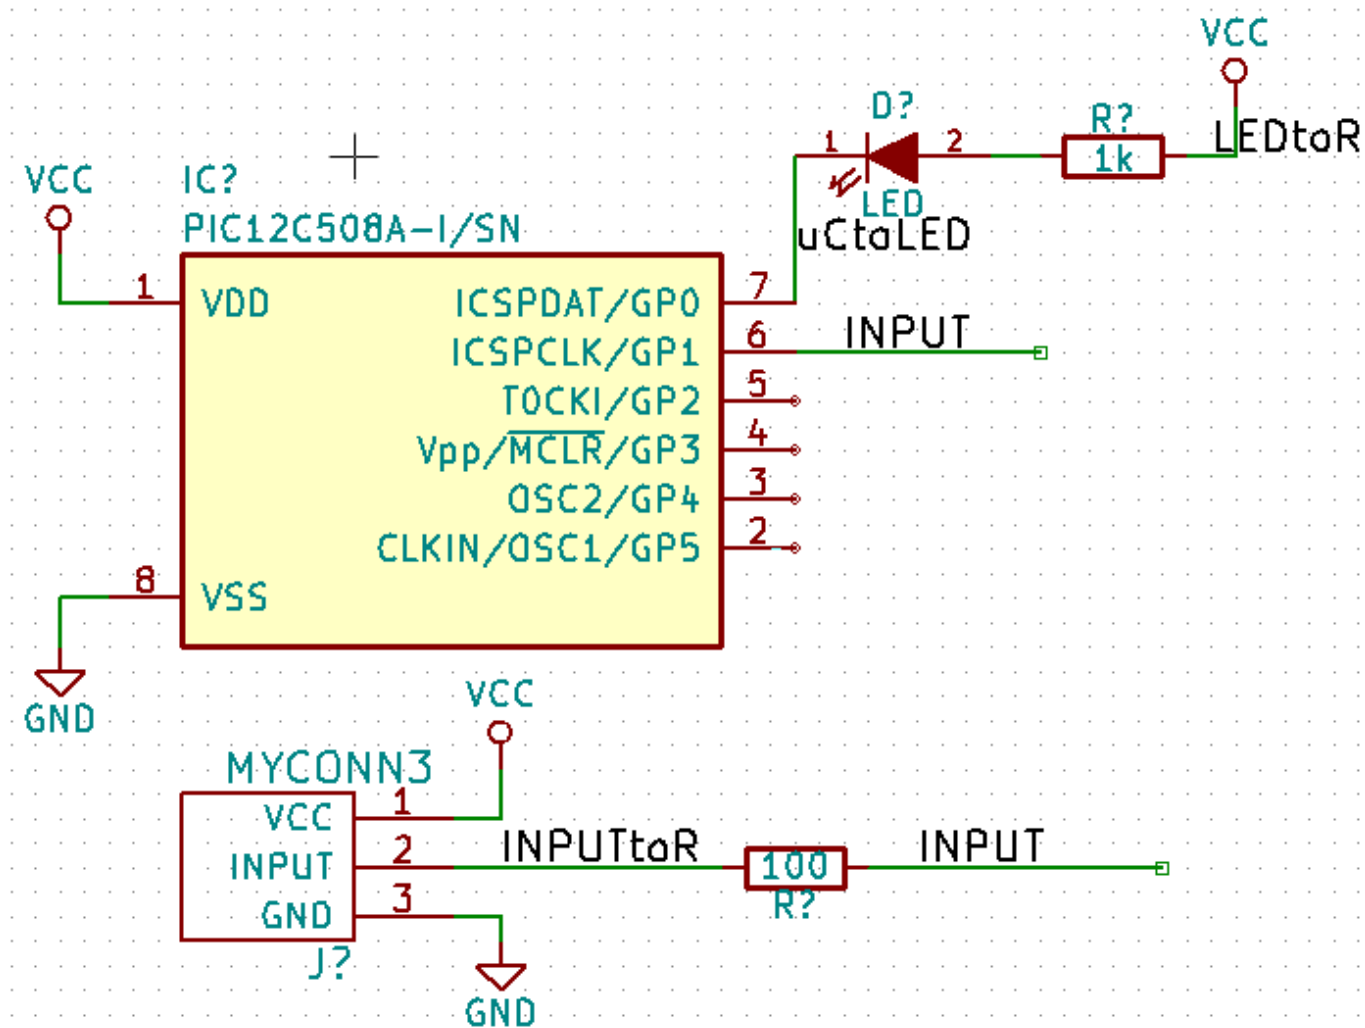 VCC
LEDtoR
D?
1
2
LED
R?
1k
uCtoLED
VCC
IC?
PIC12C508A-I/SN
1
VDD
8
VSS
GND
ICSPDAT/GP0
7
ICSPCLK/GP1
6
INPUT
T0CKI/GP2
5
Vpp/MCLR/GP3
4
OSC2/GP4
3
CLKIN/OSC1/GP5
2
VCC
MYCONN3
VCC
1
INPUT
2
INPUTtoR
100
R?
INPUT
GND
3
J?
GND